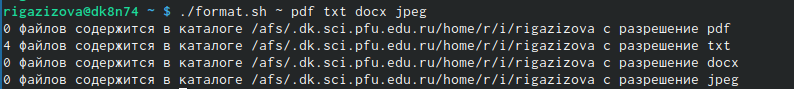 rigazizova@dk8n74 ~ $ ./format.sh ~ pdf txt docx jpeg
0 файлов содержится в каталоге /afs/.dk.sci.pfu.edu.ru/home/r/i/rigazizova с разрешение pdf
4 файлов содержится в каталоге /afs/.dk.sci.pfu.edu.ru/home/r/i/rigazizova с разрешение txt
0 файлов содержится в каталоге /afs/.dk.sci.pfu.edu.ru/home/r/i/rigazizova с разрешение docx
0 файлов содержится в каталоге /afs/.dk.sci.pfu.edu.ru/home/r/i/rigazizova с разрешение jpeg